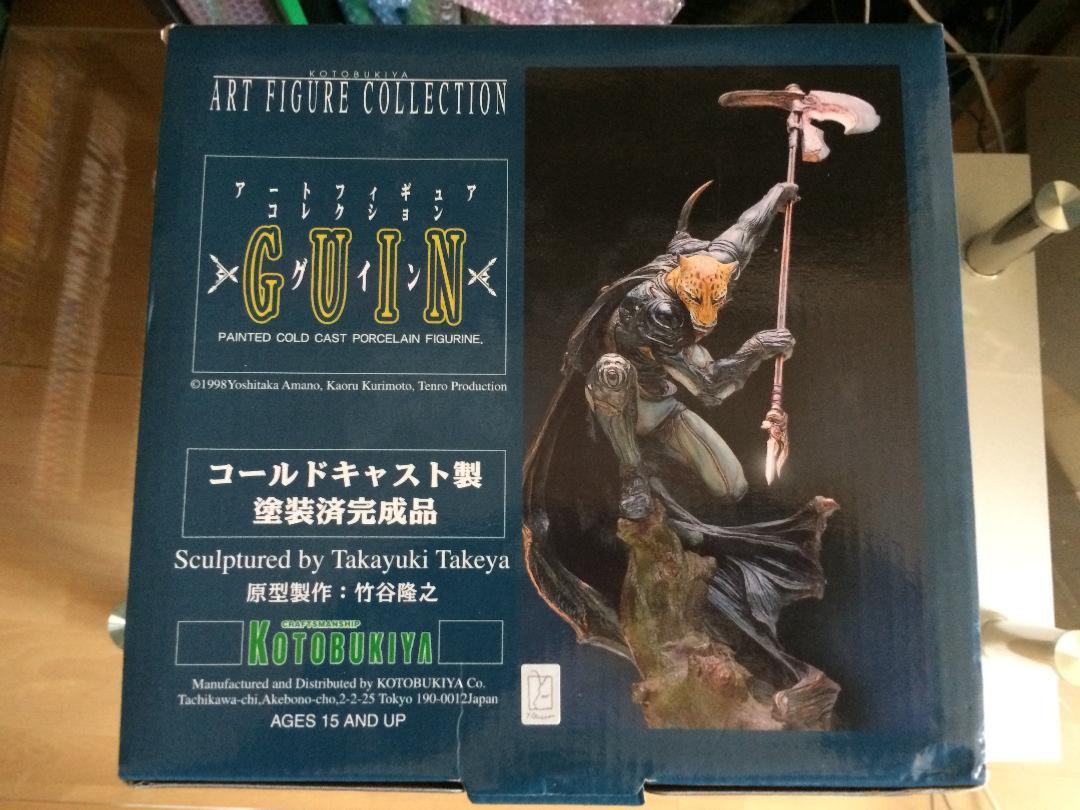 KOTOBUKIYA
ART FIGURE COLLECTION
アートフィギュア
コレクション
GUIN
グイン
PAINTED COLD CAST PORCELAIN FIGURINE.
©1998Yoshitaka Amano, Kaoru Kurimoto, Tenro Production
コールドキャスト製
塗装済完成品
Sculptured by Takayuki Takeya
原型製作：竹谷隆之
CRAFTSMANSHIP
KOTOBUKIYA
Manufactured and Distributed by KOTOBUKIYA Co.
Tachikawa-chi,Akebono-cho,2-2-25 Tokyo 190-0012Japan
AGES 15 AND UP